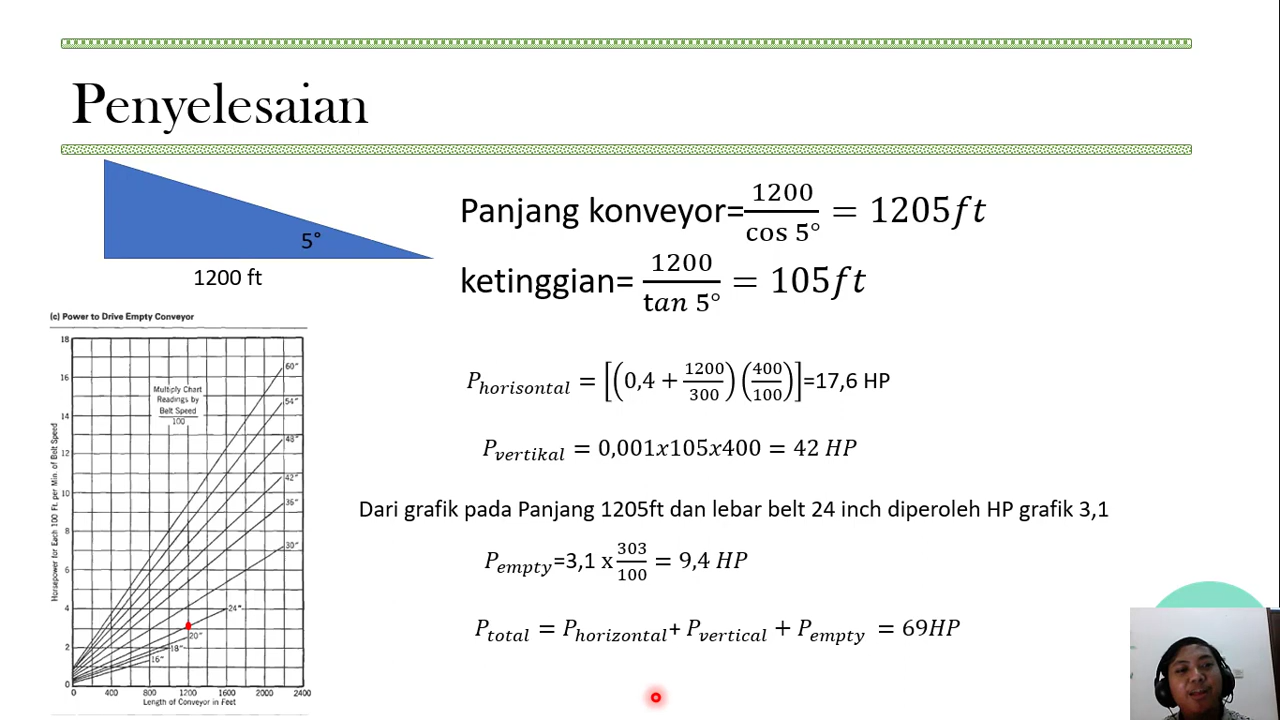 Penyelesaian
5°
1200 ft
Panjang konveyor=1200/cos 5° = 1205ft
ketinggian= 1200/tan 5° = 105ft
P_horisontal = [(0,4 + 1200/300)(400/100)]=17,6 HP
P_vertikal = 0,001x105x400 = 42 HP
Dari grafik pada Panjang 1205ft dan lebar belt 24 inch diperoleh HP grafik 3,1
P_empty=3,1 x 303/100 = 9,4 HP
P_total = P_horizontal+ P_vertical + P_empty = 69HP
(c) Power to Drive Empty Conveyor
Multiply Chart
Readings by
Belt Speed
100
Horsepower for Each 100 Ft. per Min. of Belt Speed
18
16
14
12
10
8
6
4
2
0
60"
54"
48"
42"
36"
30"
24"
20"
18"
16"
0 400 800 1200 1600 2000 2400
Length of Conveyor in Feet